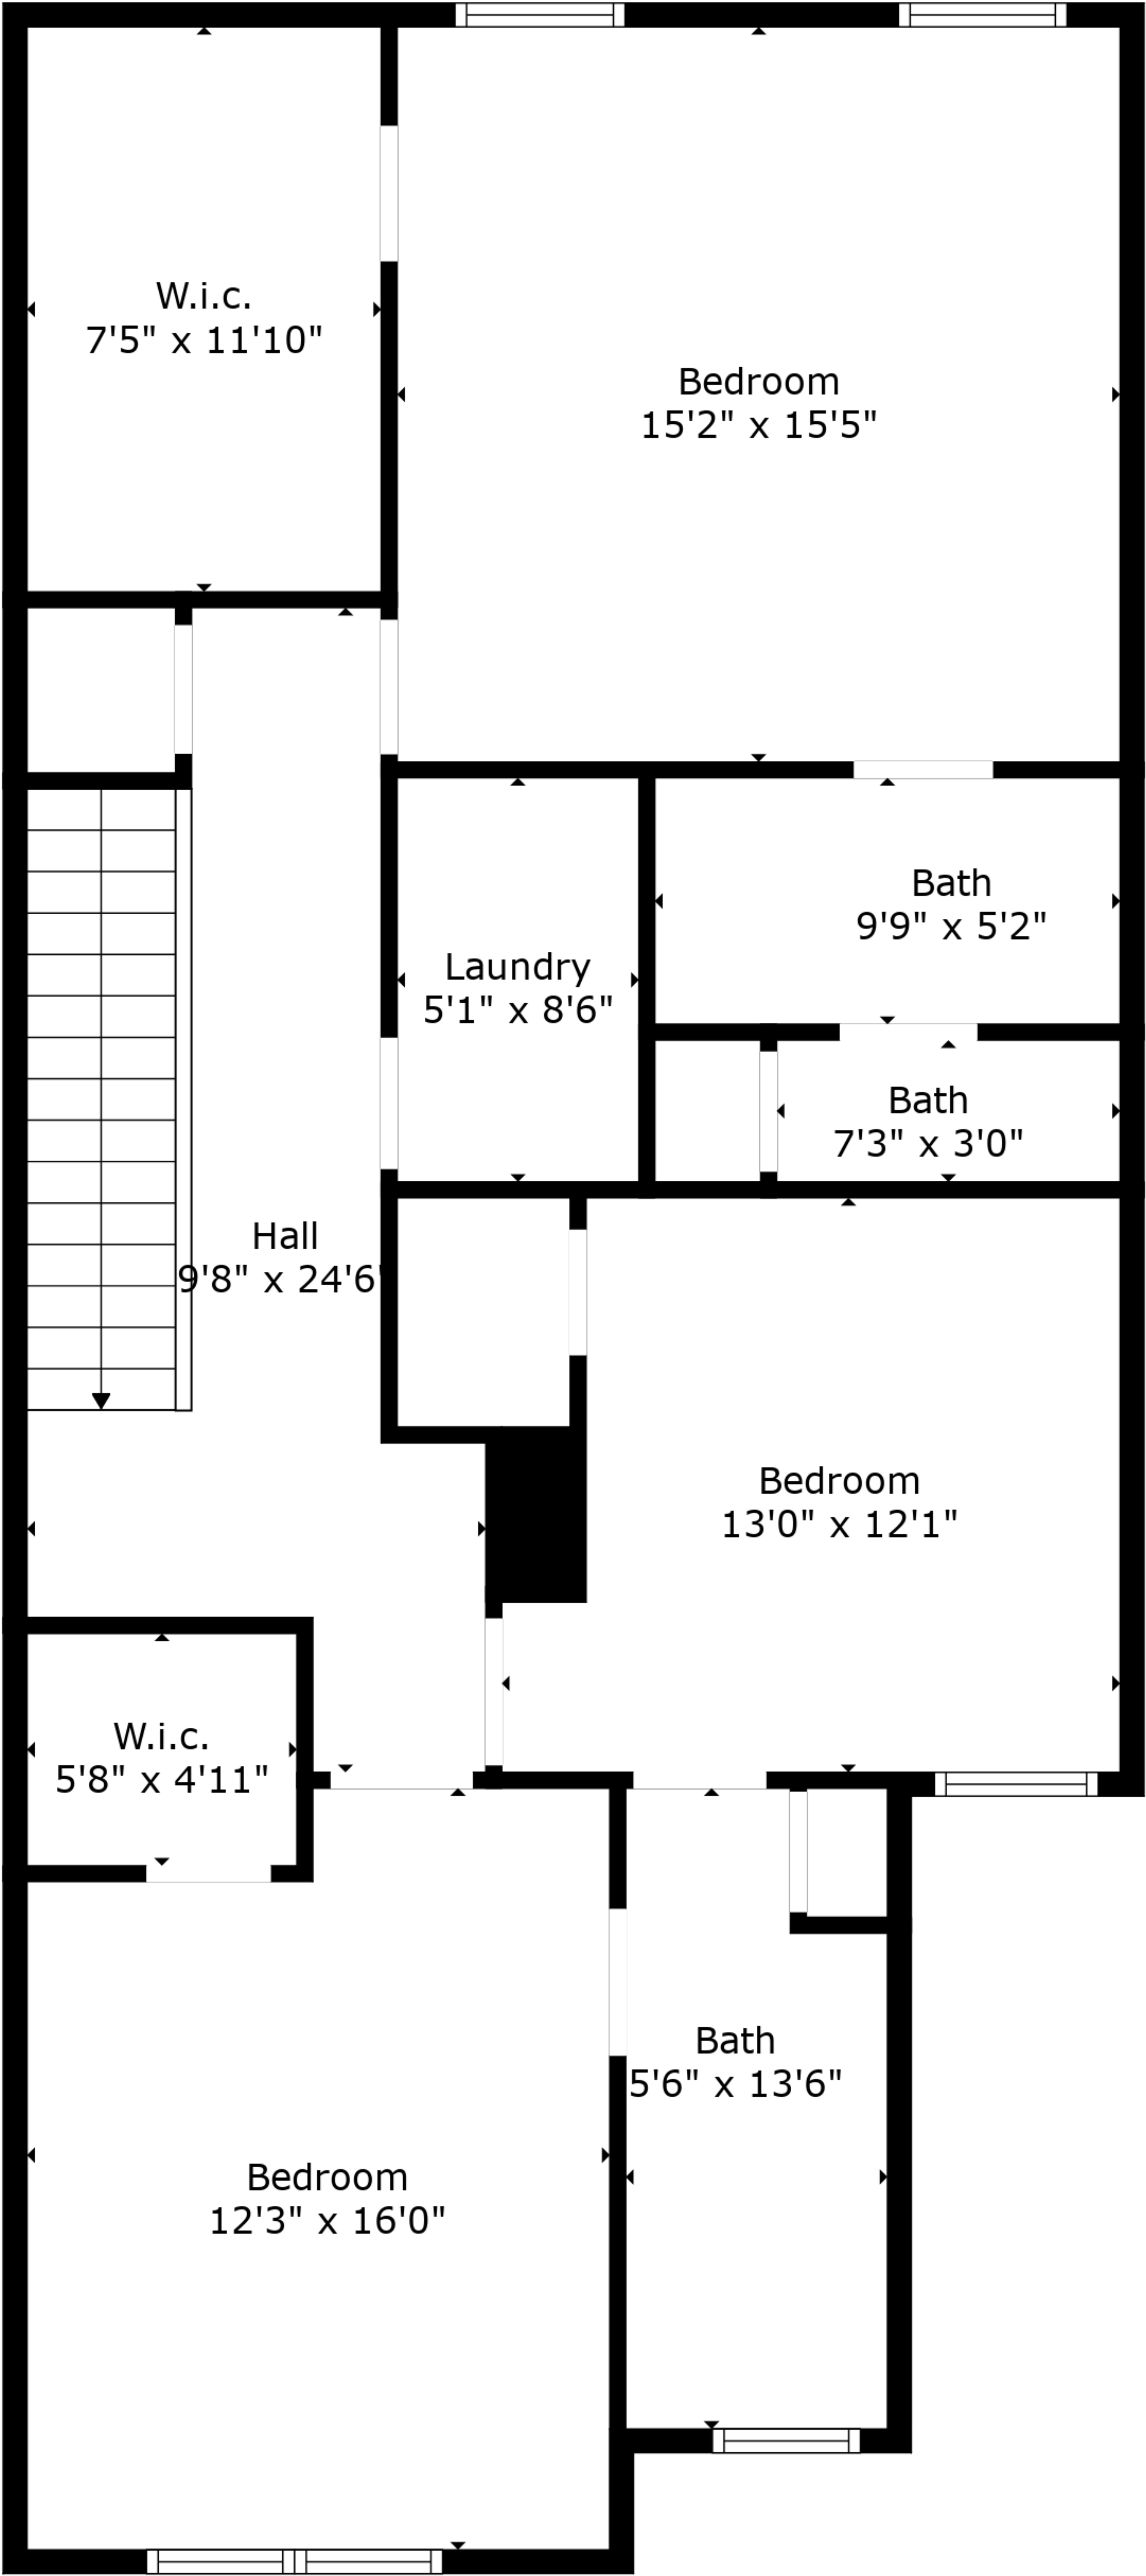 W.i.c.
7'5" x 11'10"
Bedroom
15'2" x 15'5"
Bath
9'9" x 5'2"
Laundry
5'1" x 8'6"
Bath
7'3" x 3'0"
Hall
9'8" x 24'6"
Bedroom
13'0" x 12'1"
W.i.c.
5'8" x 4'11"
Bath
5'6" x 13'6"
Bedroom
12'3" x 16'0"